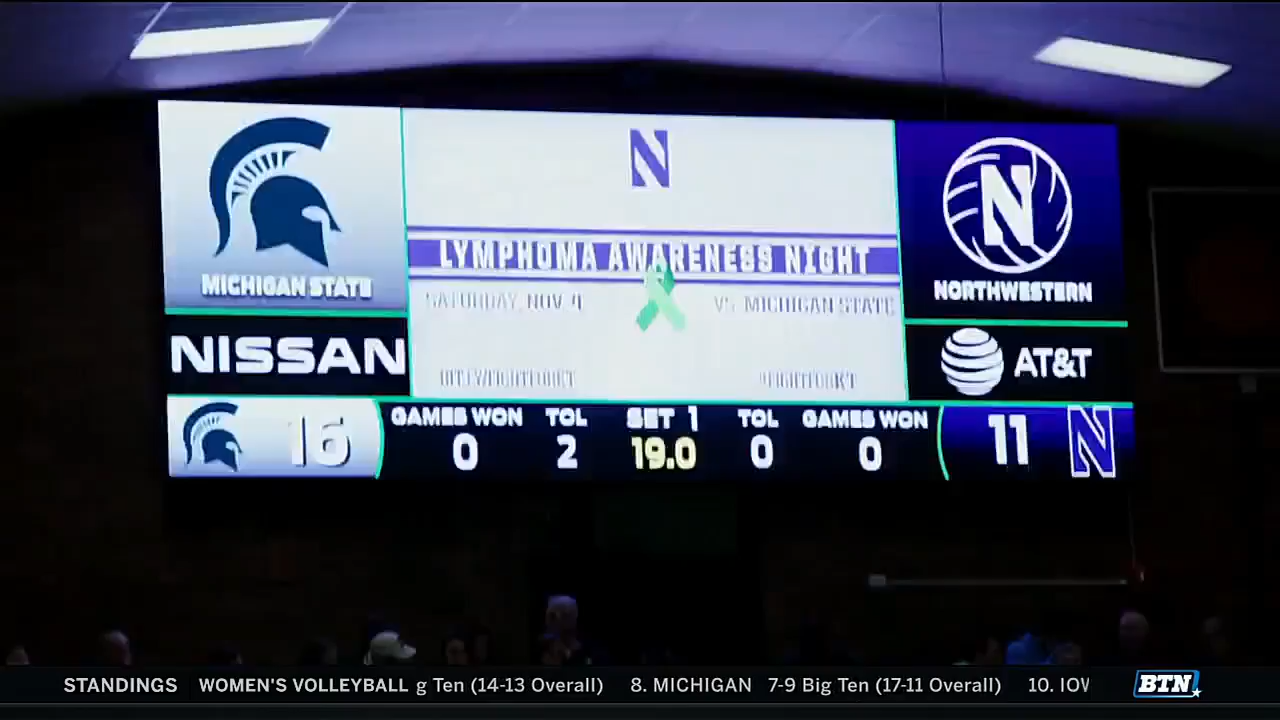 N
LYMPHOMA AWARENESS NIGHT
SATURDAY, NOV. 4
VS. MICHIGAN STATE
MICHIGAN STATE
N
NORTHWESTERN
NISSAN
AT&T
16
GAMES WON
0
TOL
2
SET 1
19.0
TOL
0
GAMES WON
0
11
N
STANDINGS WOMEN'S VOLLEYBALL g Ten (14-13 Overall) 8. MICHIGAN 7-9 Big Ten (17-11 Overall) 10. IOW
BTN